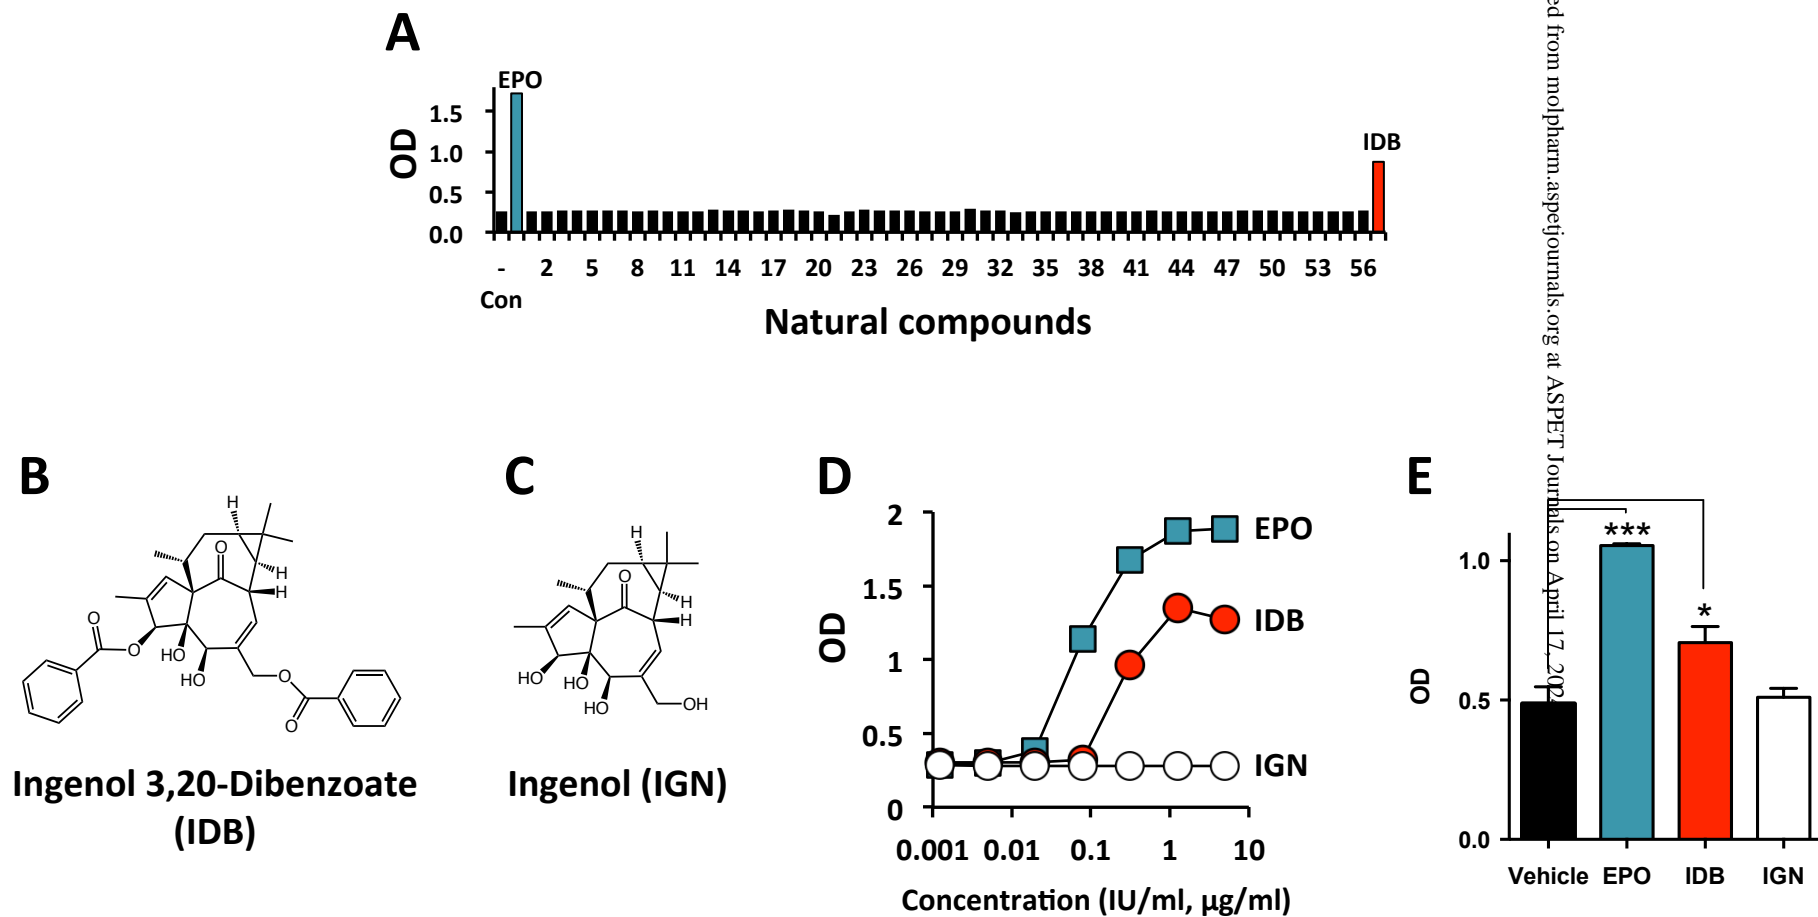 A
EPO
IDB
OD
1.5
1.0
0.5
0.0
- 2 5 8 11 14 17 20 23 26 29 32 35 38 41 44 47 50 53 56
Con
Natural compounds
ed from molpharm.aspetjournals.org at ASPET Journals on April 17, 202
B
H
O
H
H
O
O
HO
HO
O
O
Ingenol 3,20-Dibenzoate
(IDB)
C
H
O
H
H
HO
HO
HO
OH
Ingenol (IGN)
D
OD
2
1.5
1
0.5
0
EPO
IDB
IGN
0.001 0.01 0.1 1 10
Concentration (IU/ml, µg/ml)
E
***
*
OD
1.0
0.5
0.0
Vehicle EPO IDB IGN